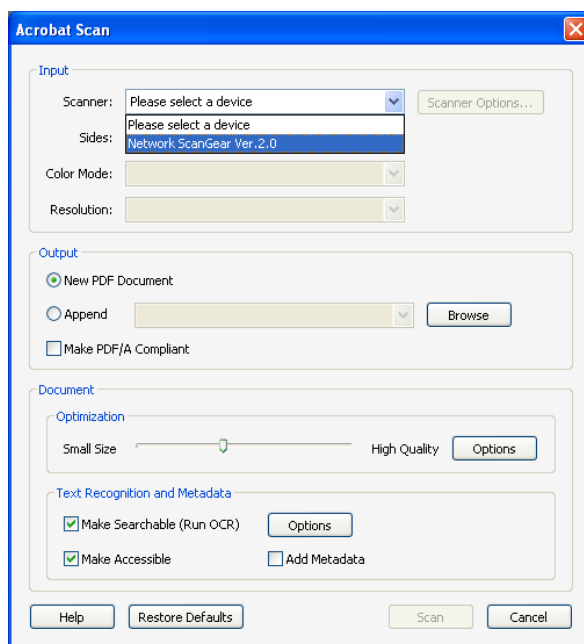 Acrobat Scan
Input
Scanner: Please select a device Scanner Options...
Please select a device
Sides: Network ScanGear Ver.2.0
Color Mode:
Resolution:
Output
New PDF Document
Append Browse
Make PDF/A Compliant
Document
Optimization
Small Size High Quality Options
Text Recognition and Metadata
Make Searchable (Run OCR) Options
Make Accessible Add Metadata
Help Restore Defaults Scan Cancel